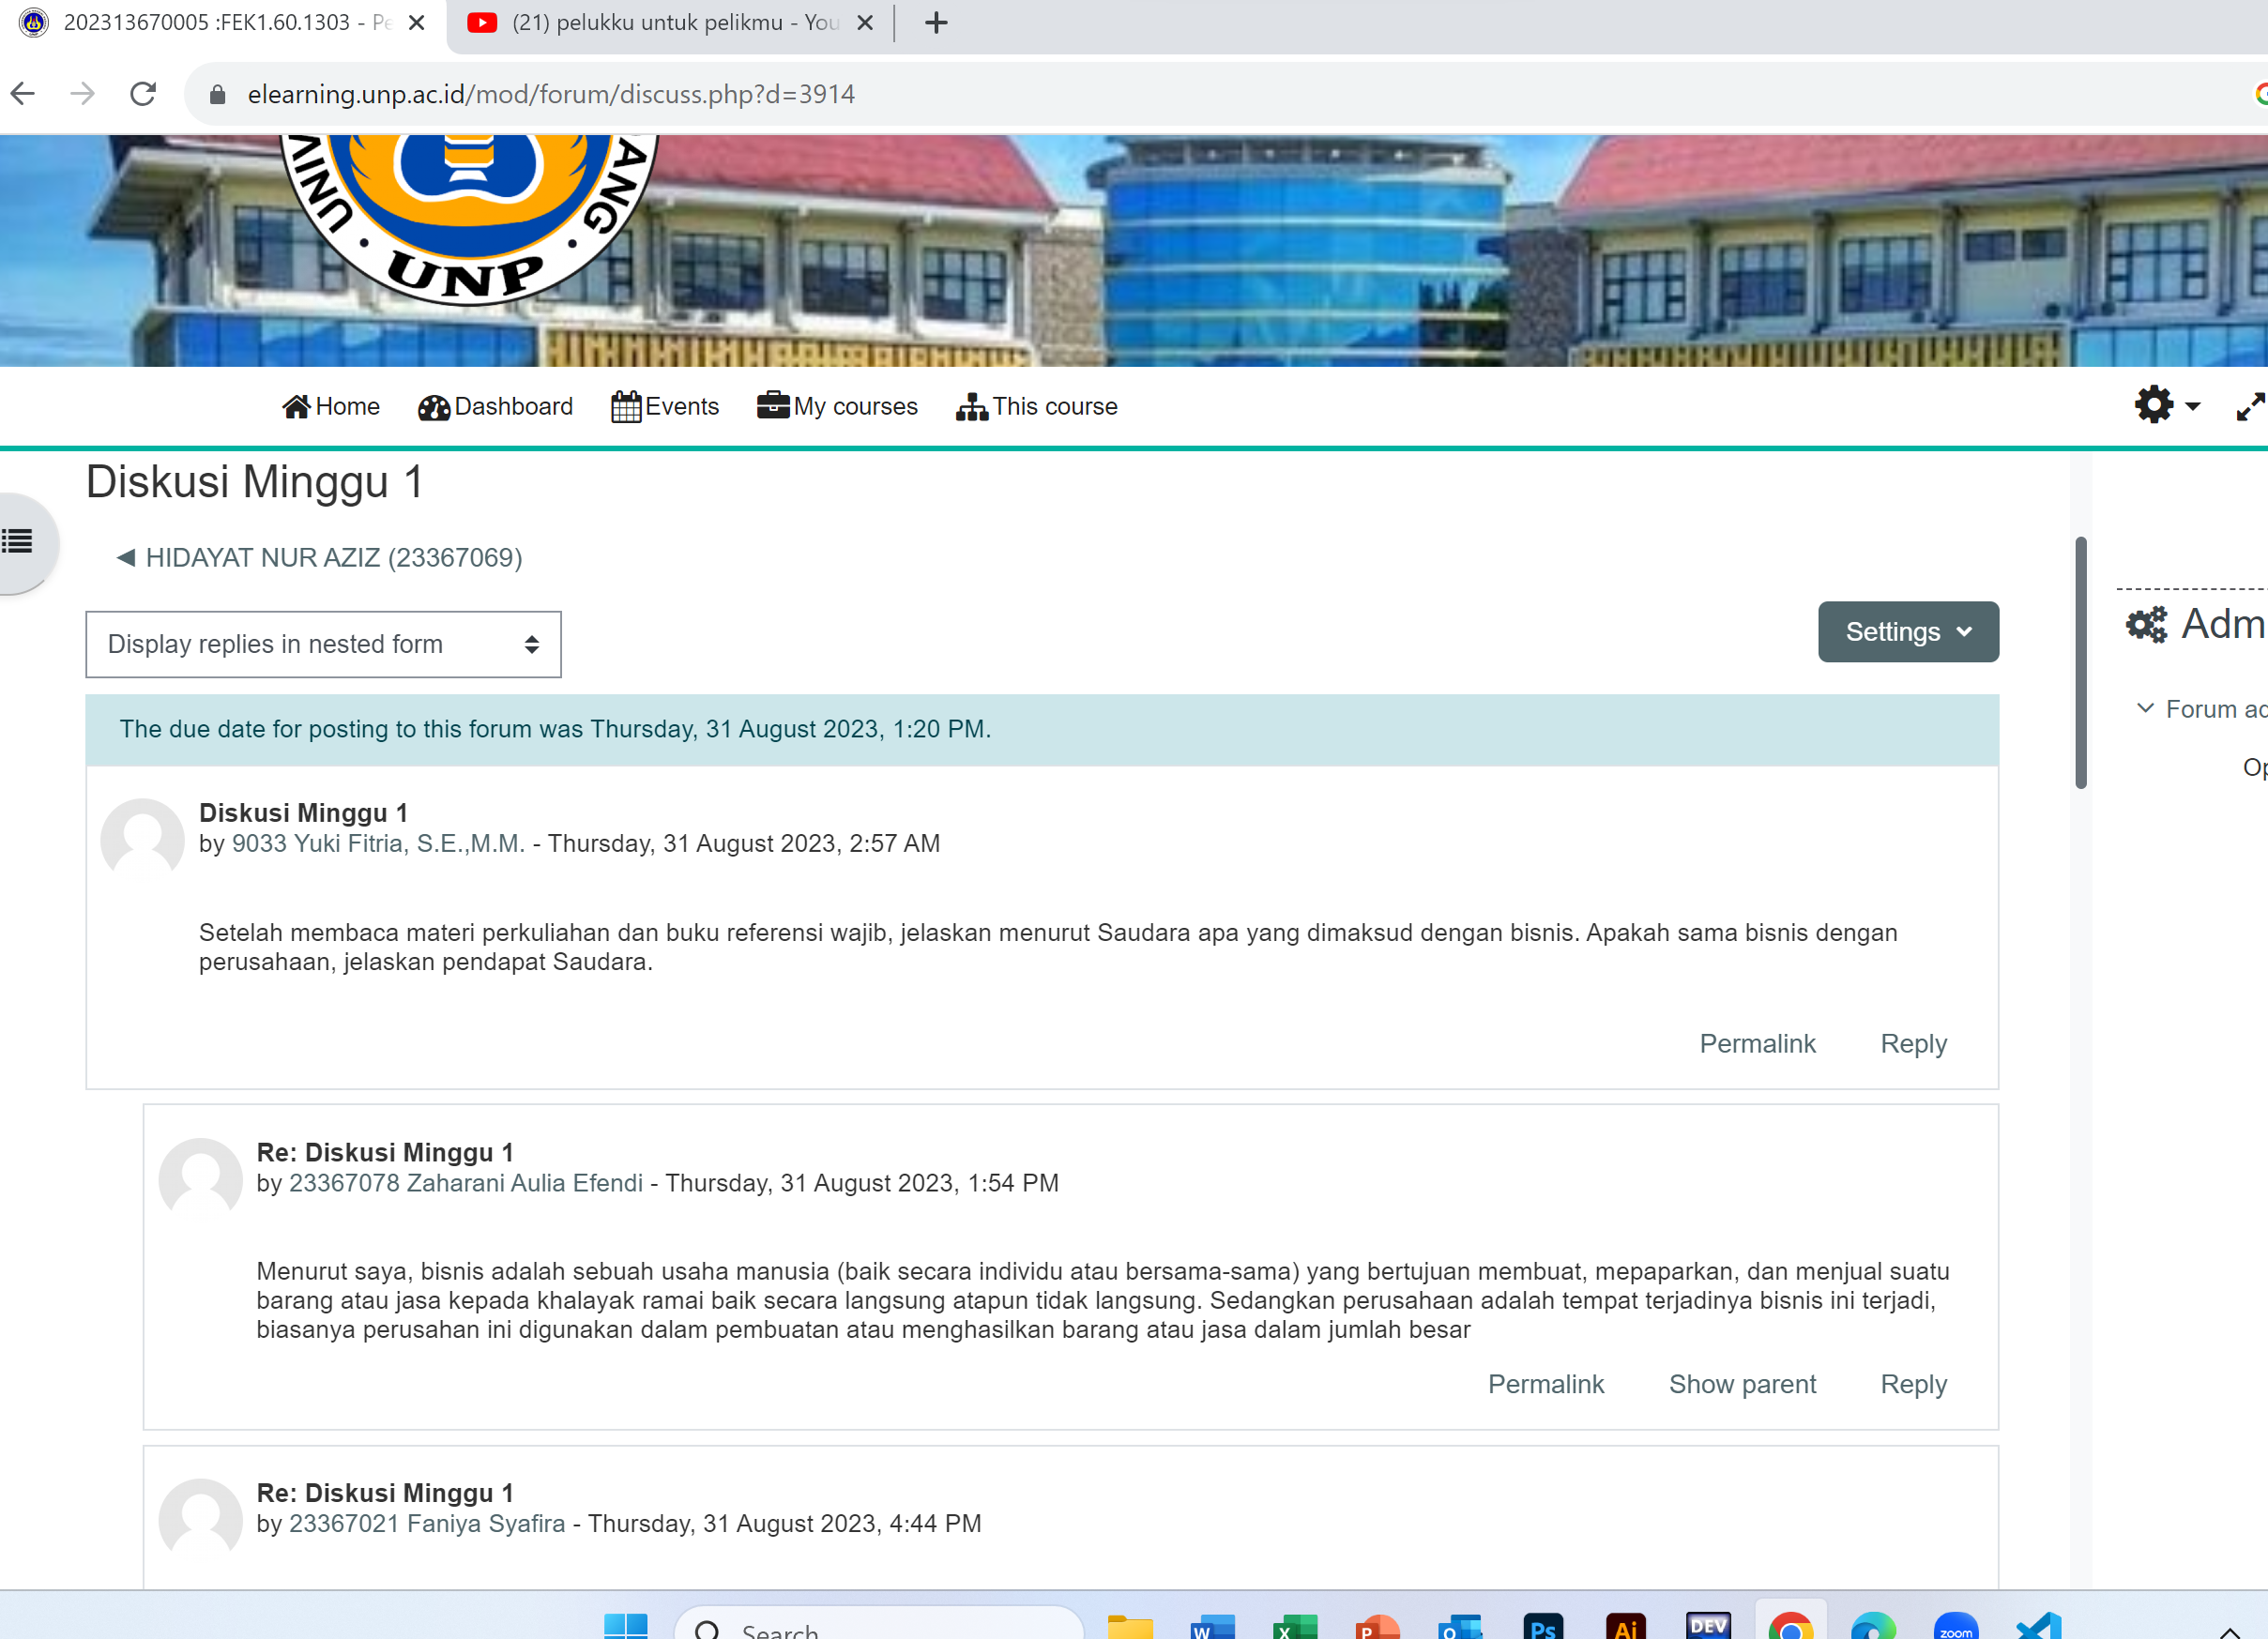 202313670005 :FEK1.60.1303 - Pe
(21) pelukku untuk pelikmu - You
elearning.unp.ac.id/mod/forum/discuss.php?d=3914
UNP
Home
Dashboard
Events
My courses
This course
Diskusi Minggu 1
◀ HIDAYAT NUR AZIZ (23367069)
Display replies in nested form
Settings
Adm
Forum ad
Op
The due date for posting to this forum was Thursday, 31 August 2023, 1:20 PM.
Diskusi Minggu 1
by 9033 Yuki Fitria, S.E.,M.M. - Thursday, 31 August 2023, 2:57 AM
Setelah membaca materi perkuliahan dan buku referensi wajib, jelaskan menurut Saudara apa yang dimaksud dengan bisnis. Apakah sama bisnis dengan
perusahaan, jelaskan pendapat Saudara.
Permalink Reply
Re: Diskusi Minggu 1
by 23367078 Zaharani Aulia Efendi - Thursday, 31 August 2023, 1:54 PM
Menurut saya, bisnis adalah sebuah usaha manusia (baik secara individu atau bersama-sama) yang bertujuan membuat, mepaparkan, dan menjual suatu
barang atau jasa kepada khalayak ramai baik secara langsung atapun tidak langsung. Sedangkan perusahaan adalah tempat terjadinya bisnis ini terjadi,
biasanya perusahan ini digunakan dalam pembuatan atau menghasilkan barang atau jasa dalam jumlah besar
Permalink Show parent Reply
Re: Diskusi Minggu 1
by 23367021 Faniya Syafira - Thursday, 31 August 2023, 4:44 PM
Search
W
X
P
O
Ps
Ai
DEV
zoom